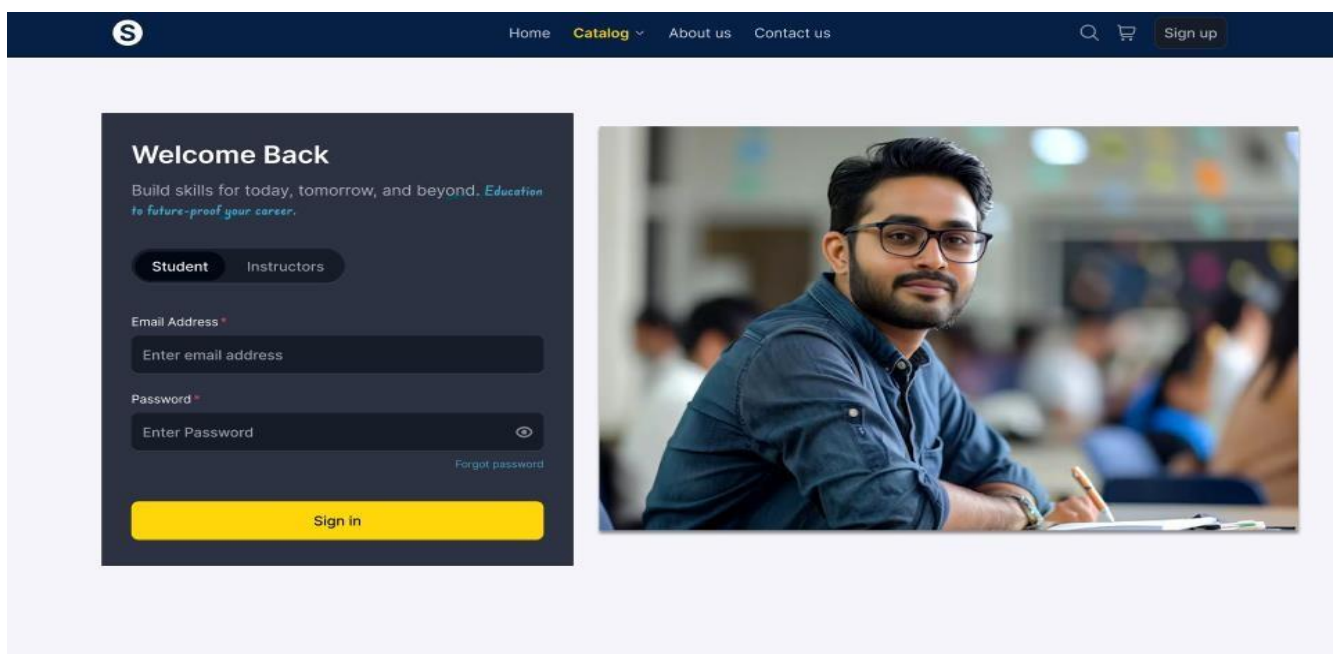 S
Home Catalog About us Contact us
Sign up
Welcome Back
Build skills for today, tomorrow, and beyond. Education
to future-proof your career.
Student Instructors
Email Address *
Enter email address
Password *
Enter Password
Forgot password
Sign in